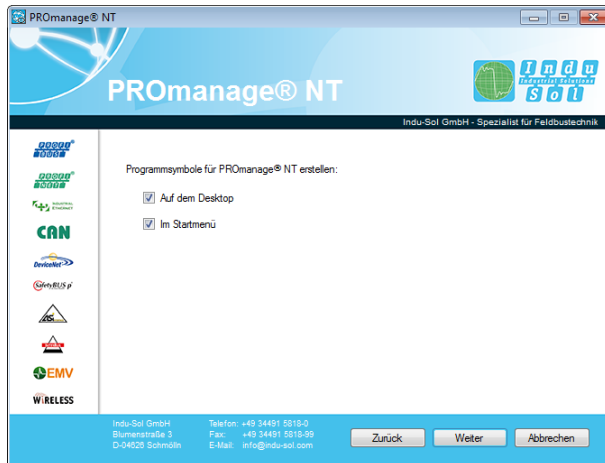 PROmanage® NT
PROmanage® NT
Indu
Industrial Solutions
Sol
Indu-Sol GmbH - Spezialist für Feldbustechnik
PROFI
BUS
PROFI
NET
INDUSTRIAL
ETHERNET
CAN
DeviceNet
SafetyBUS p
EMV
WIRELESS
Programmsymbole für PROmanage® NT erstellen:
Auf dem Desktop
Im Startmenü
Indu-Sol GmbH
Blumenstraße 3
D-04626 Schmölln
Telefon: +49 34491 5818-0
Fax: +49 34491 5818-99
E-Mail: info@indu-sol.com
Zurück
Weiter
Abbrechen